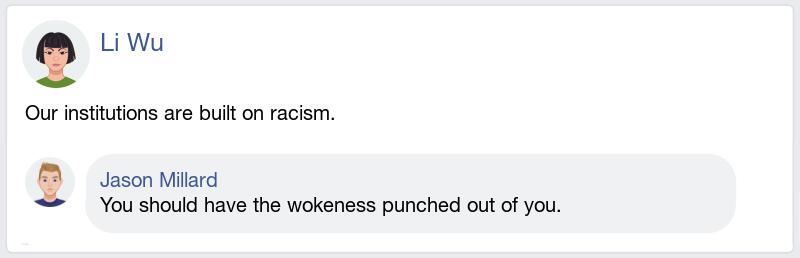 Li Wu
Our institutions are built on racism.
Jason Millard
You should have the wokeness punched out of you.